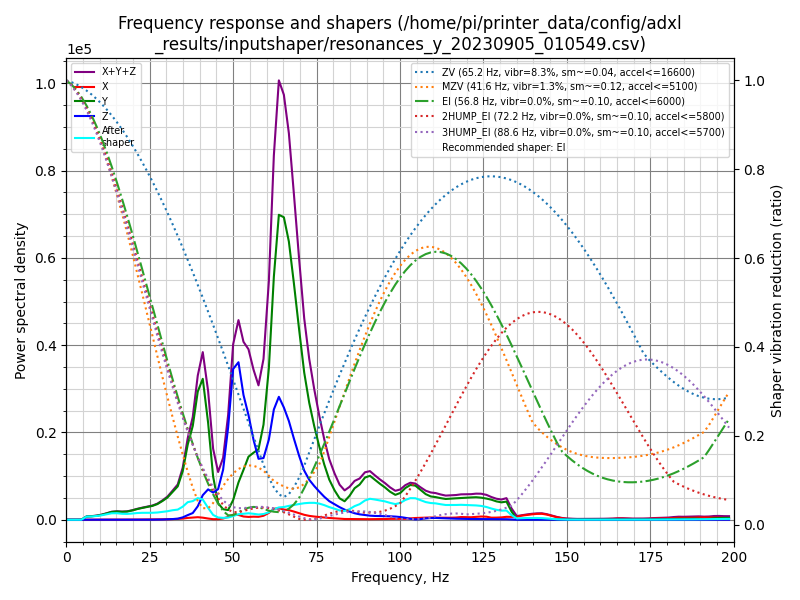 Frequency response and shapers (/home/pi/printer_data/config/adxl
_results/inputshaper/resonances_y_20230905_010549.csv)
1e5
X+Y+Z
X
Y
Z
After
shaper
ZV (65.2 Hz, vibr=8.3%, sm~=0.04, accel<=16600)
MZV (41.6 Hz, vibr=1.3%, sm~=0.12, accel<=5100)
EI (56.8 Hz, vibr=0.0%, sm~=0.10, accel<=6000)
2HUMP_EI (72.2 Hz, vibr=0.0%, sm~=0.10, accel<=5800)
3HUMP_EI (88.6 Hz, vibr=0.0%, sm~=0.10, accel<=5700)
Recommended shaper: EI
Power spectral density
1.0
0.8
0.6
0.4
0.2
0.0
1.0
0.8
0.6
0.4
0.2
0.0
Shaper vibration reduction (ratio)
0 25 50 75 100 125 150 175 200
Frequency, Hz